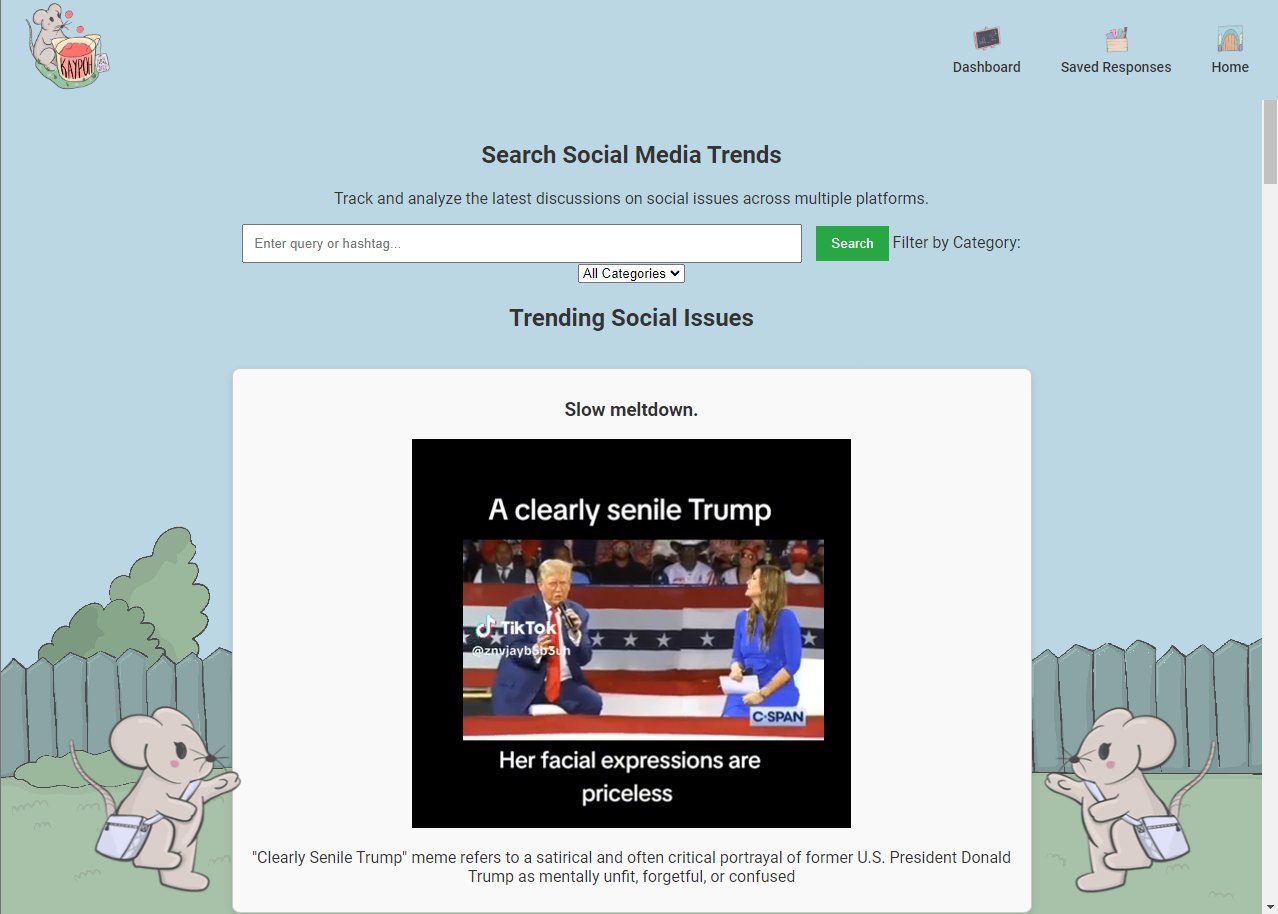 KAYPOH
Dashboard
Saved Responses
Home
Search Social Media Trends
Track and analyze the latest discussions on social issues across multiple platforms.
Enter query or hashtag...
Search
Filter by Category:
All Categories
Trending Social Issues
Slow meltdown.
A clearly senile Trump
TikTok
@znvjayb5b3uh
C-SPAN
Her facial expressions are
priceless
"Clearly Senile Trump" meme refers to a satirical and often critical portrayal of former U.S. President Donald
Trump as mentally unfit, forgetful, or confused